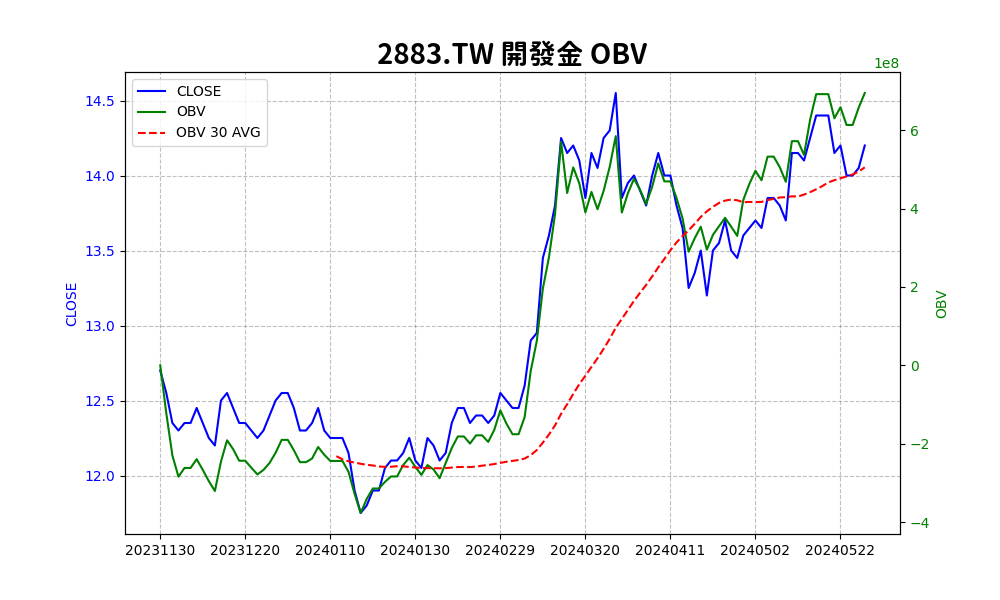 2883.TW 開發金 OBV
1e8
CLOSE
OBV
OBV 30 AVG
14.5
14.0
13.5
13.0
12.5
12.0
CLOSE
6
4
2
0
−2
−4
OBV
20231130 20231220 20240110 20240130 20240229 20240320 20240411 20240502 20240522